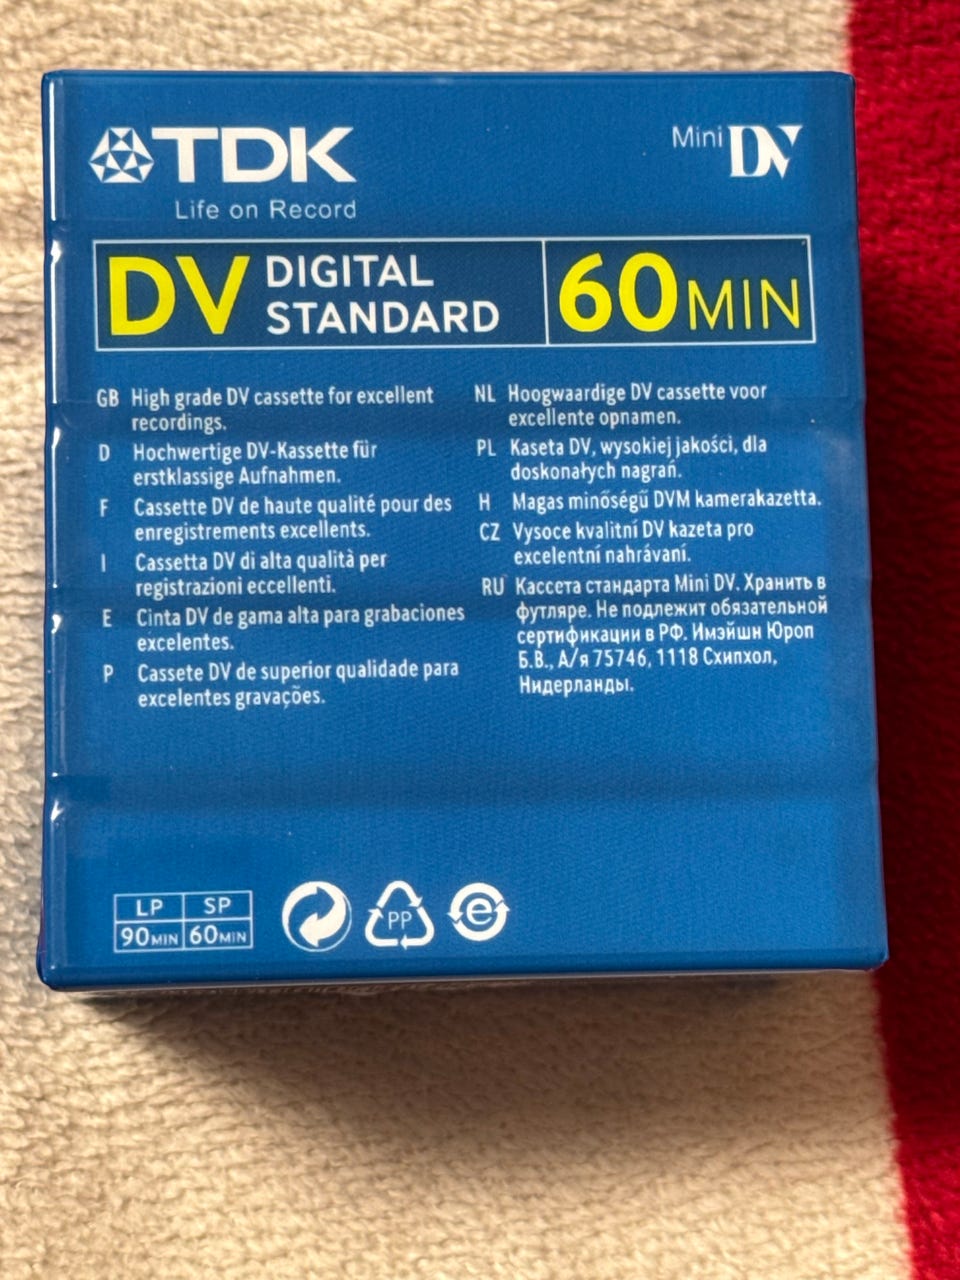 TDK
Life on Record
Mini DV
DV DIGITAL STANDARD
60 MIN
GB High grade DV cassette for excellent
recordings.
D Hochwertige DV-Kassette für
erstklassige Aufnahmen.
F Cassette DV de haute qualité pour des
enregistrements excellents.
I Cassetta DV di alta qualità per
registrazioni eccellenti.
E Cinta DV de gama alta para grabaciones
excelentes.
P Cassete DV de superior qualidade para
excelentes gravações.
NL Hoogwaardige DV cassette voor
excellente opnamen.
PL Kaseta DV, wysokiej jakości, dla
doskonałych nagrań.
H Magas minőségű DVM kamerakazetta.
CZ Vysoce kvalitní DV kazeta pro
excelentní nahrávaní.
RU Кассета стандарта Mini DV. Хранить в
футляре. Не подлежит обязательной
сертификации в РФ. Имэйшн Юроп
Б.В., А/я 75746, 1118 Схипхол,
Нидерланды.
LP SP
90MIN 60MIN
PP
e